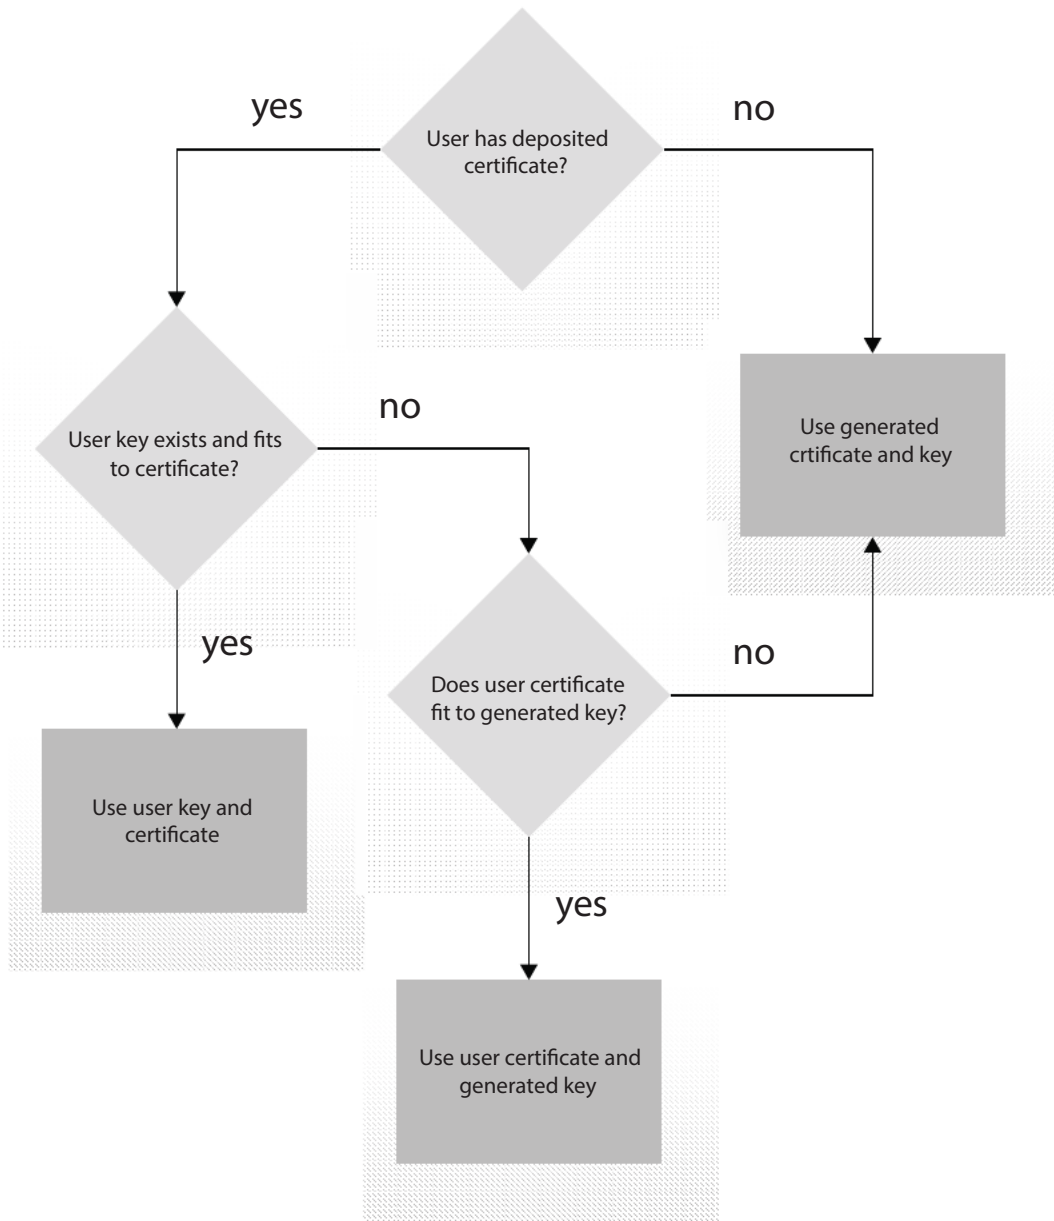 yes
no
User has deposited
certificate?
User key exists and fits
to certificate?
no
Use generated
crtificate and key
yes
Does user certificate
fit to generated key?
no
Use user key and
certificate
yes
Use user certificate and
generated key